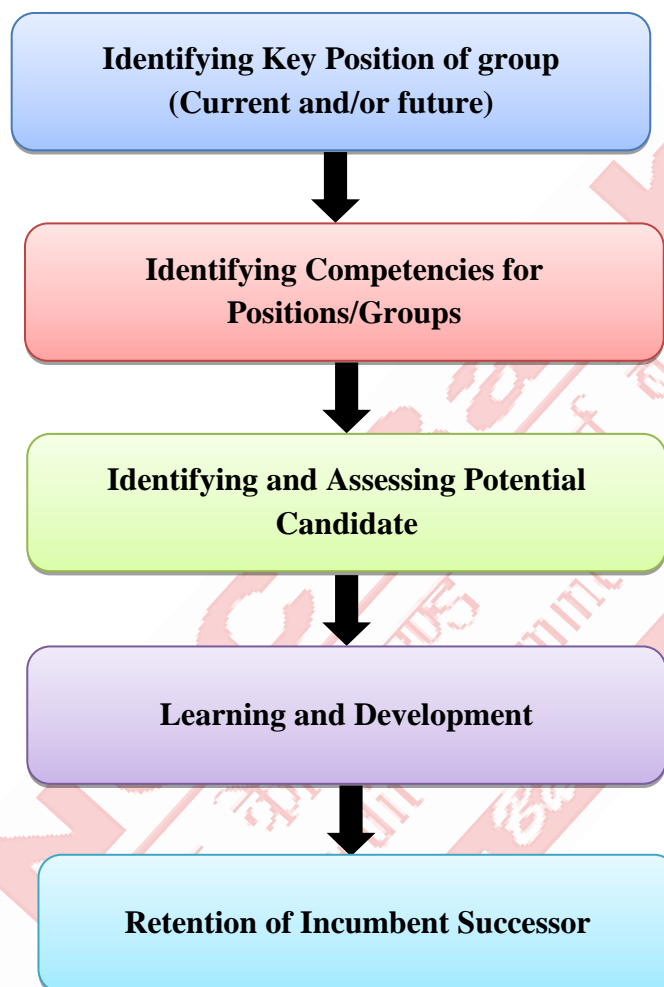 Identifying Key Position of group
(Current and/or future)
Identifying Competencies for
Positions/Groups
Identifying and Assessing Potential
Candidate
Learning and Development
Retention of Incumbent Successor